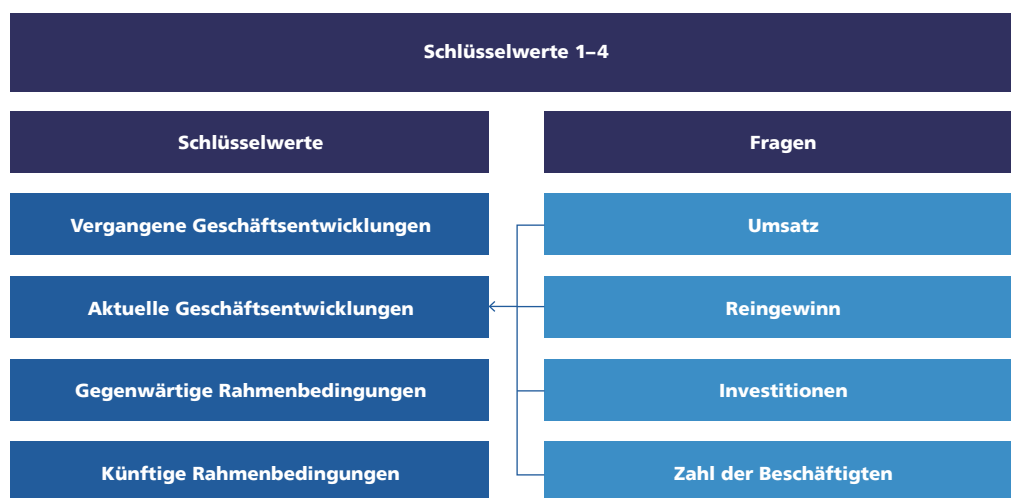 Schlüsselwerte 1–4
Schlüsselwerte
Fragen
Vergangene Geschäftsentwicklungen
Umsatz
Aktuelle Geschäftsentwicklungen
Reingewinn
Gegenwärtige Rahmenbedingungen
Investitionen
Künftige Rahmenbedingungen
Zahl der Beschäftigten